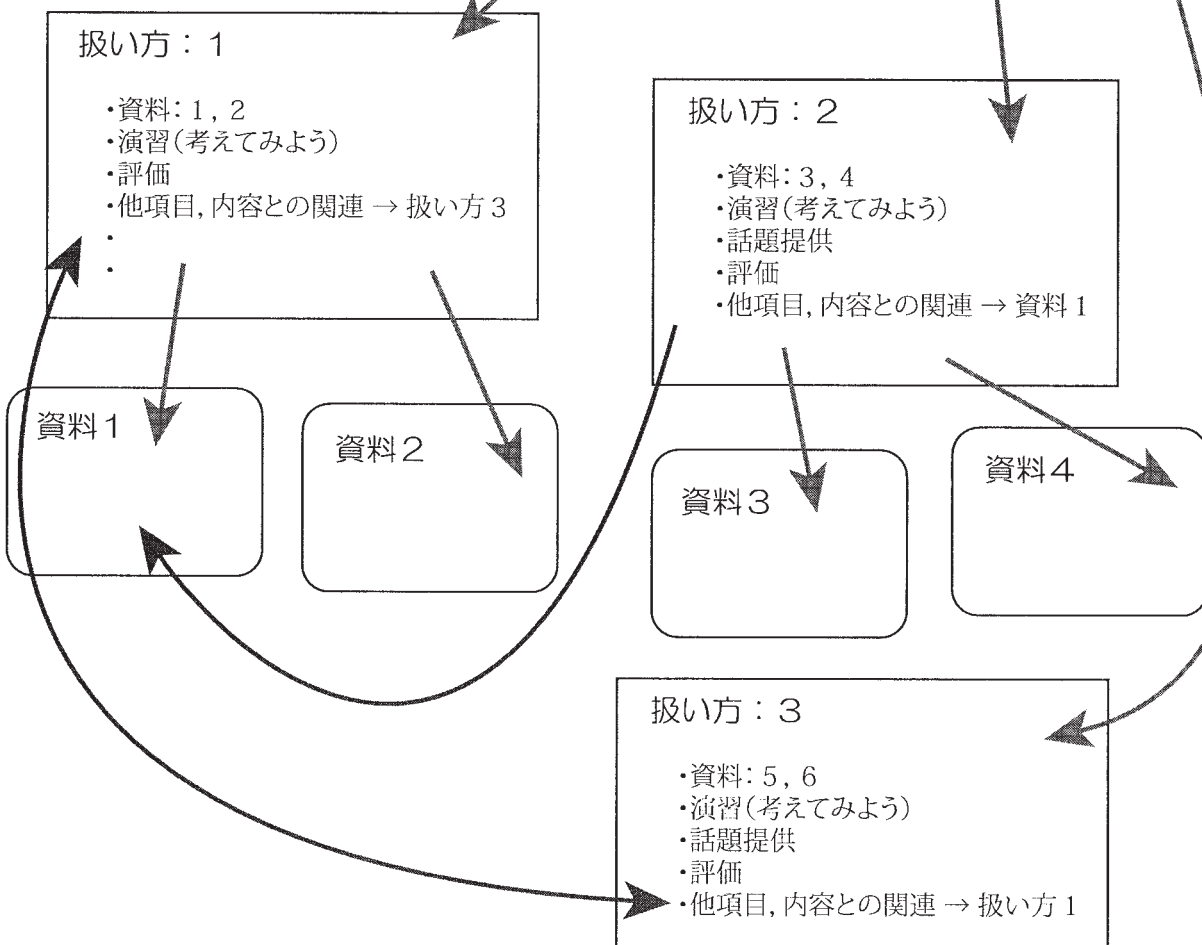 扱い方：1
・資料：1, 2
・演習(考えてみよう)
・評価
・他項目, 内容との関連 → 扱い方3
・
・
扱い方：2
・資料：3, 4
・演習(考えてみよう)
・話題提供
・評価
・他項目, 内容との関連 → 資料1
資料1
資料2
資料3
資料4
扱い方：3
・資料：5, 6
・演習(考えてみよう)
・話題提供
・評価
・他項目, 内容との関連 → 扱い方1